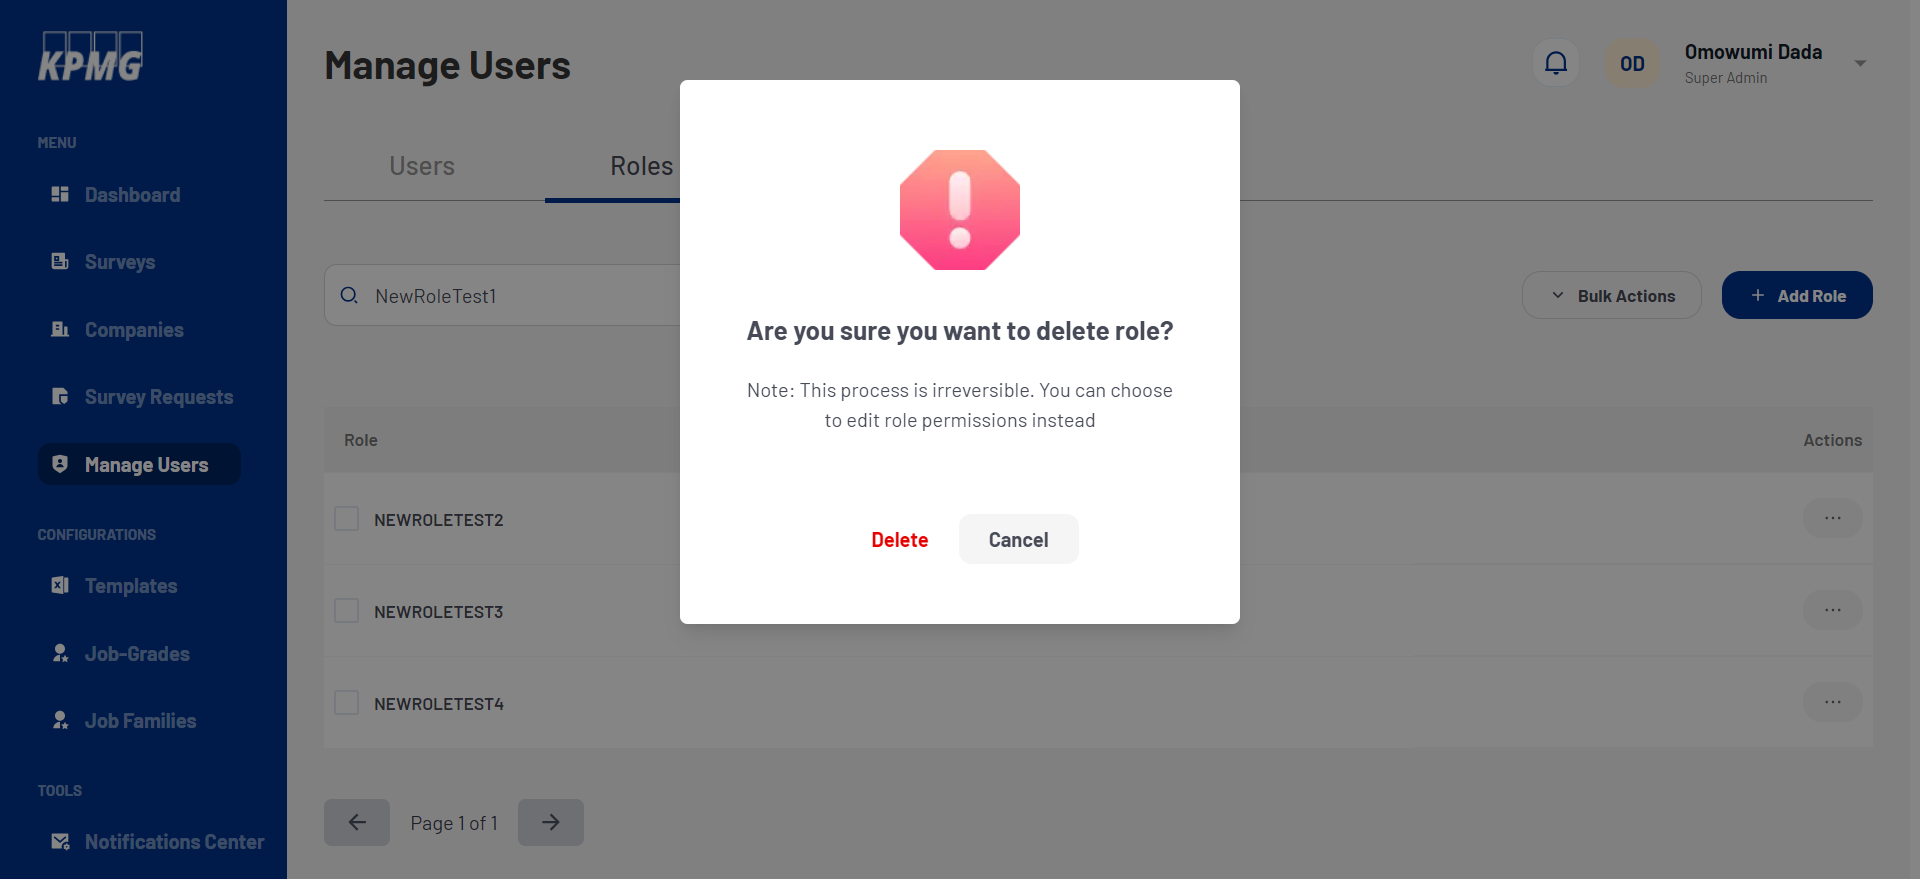 KPMG
MENU
Dashboard
Surveys
Companies
Survey Requests
Manage Users
CONFIGURATIONS
Templates
Job-Grades
Job Families
TOOLS
Notifications Center
Manage Users
OD
Omowumi Dada
Super Admin
Users
Roles
NewRoleTest1
Bulk Actions
+ Add Role
Role
Actions
NEWROLETEST2
...
NEWROLETEST3
...
NEWROLETEST4
...
Page 1 of 1
Are you sure you want to delete role?
Note: This process is irreversible. You can choose
to edit role permissions instead
Delete
Cancel